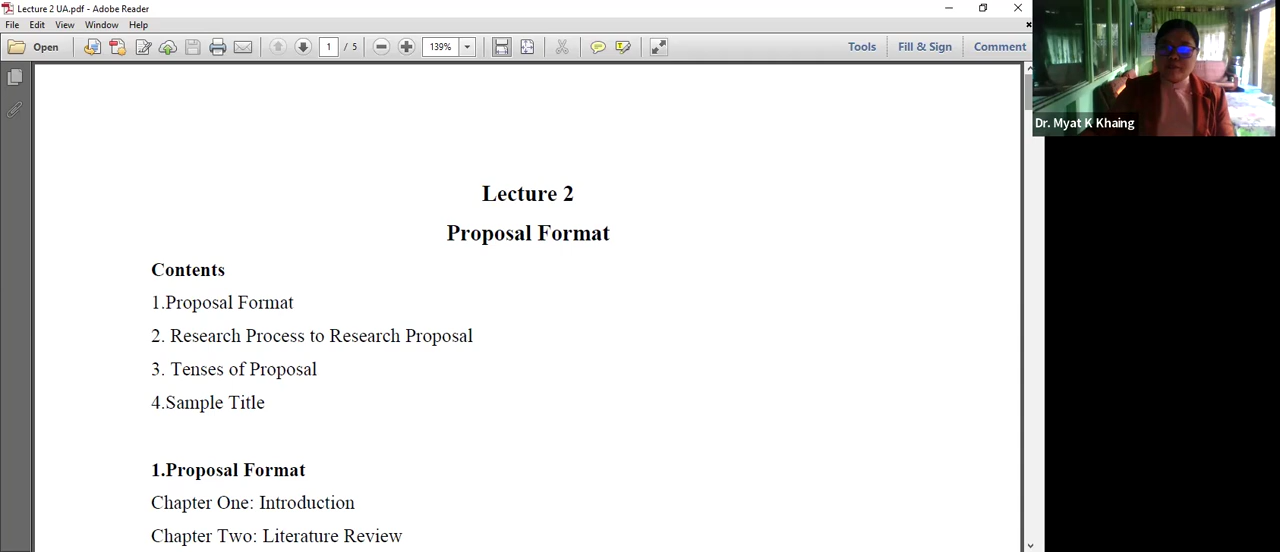 Lecture 2 UA.pdf - Adobe Reader
File Edit View Window Help
Open 1 / 5 139% Tools Fill & Sign Comment
Dr. Myat K Khaing
Lecture 2
Proposal Format
Contents
1.Proposal Format
2. Research Process to Research Proposal
3. Tenses of Proposal
4.Sample Title
1.Proposal Format
Chapter One: Introduction
Chapter Two: Literature Review